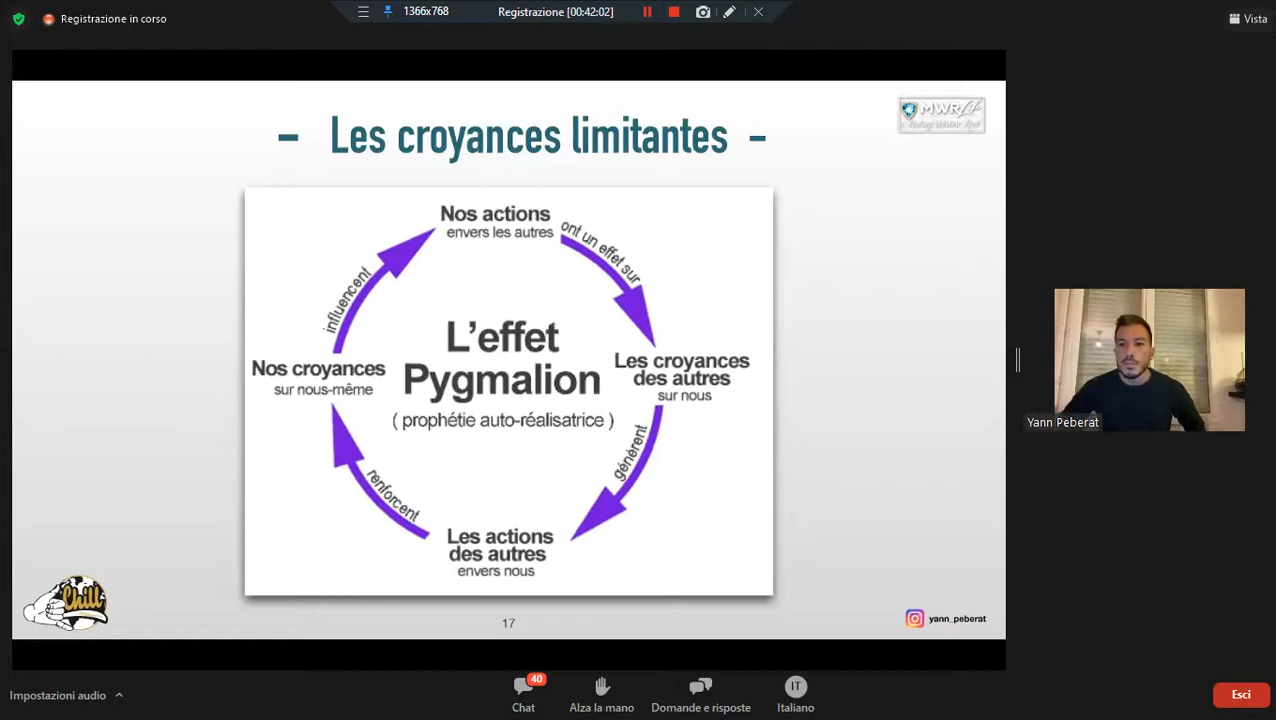 Registrazione in corso
1366x768
Registrazione [00:42:02]
Vista
- Les croyances limitantes -
MWR Life
Nos actions
envers les autres
ont un effet sur
influencent
L'effet
Pygmalion
( prophétie auto-réalisatrice )
Nos croyances
sur nous-même
Les croyances
des autres
sur nous
génèrent
renforcent
Les actions
des autres
envers nous
Chill
17
yann_peberat
Yann Peberat
Impostazioni audio
40
Chat
Alza la mano
Domande e risposte
IT
Italiano
Esci